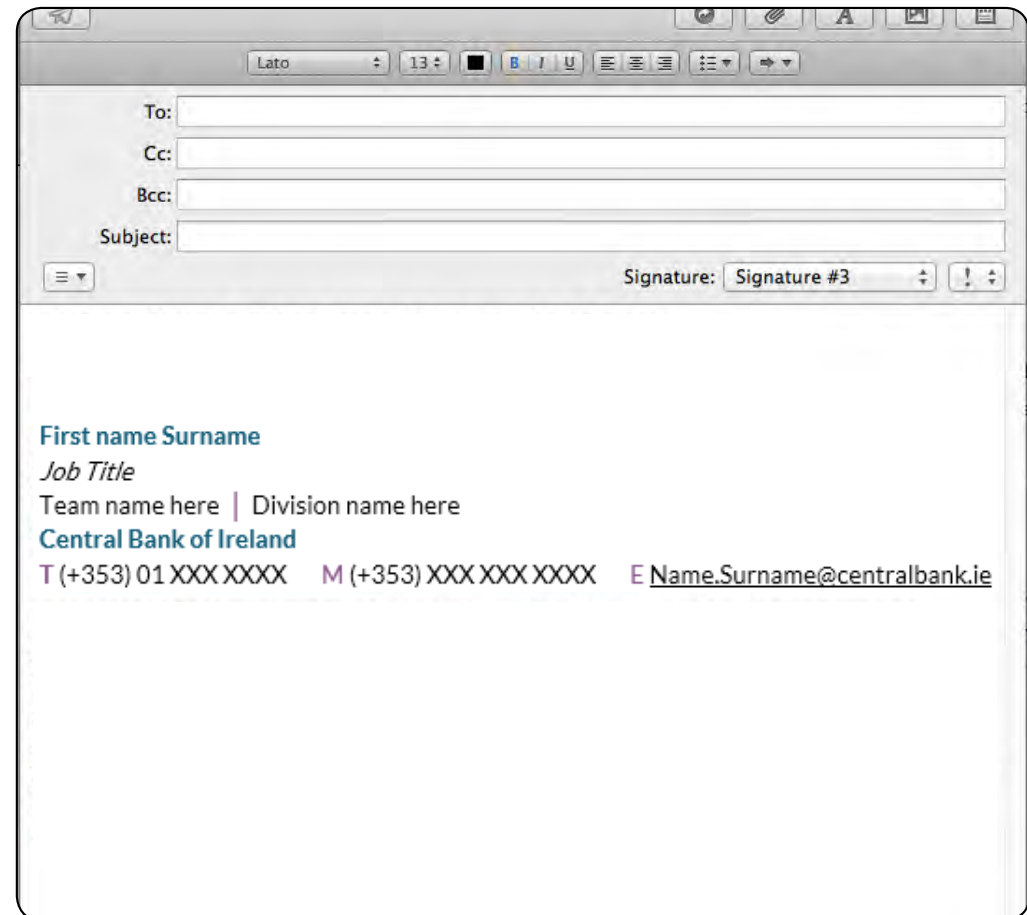 Lato 13 B I U
To:
Cc:
Bcc:
Subject:
Signature: Signature #3 !
First name Surname
Job Title
Team name here | Division name here
Central Bank of Ireland
T (+353) 01 XXX XXXX M (+353) XXX XXX XXXX E Name.Surname@centralbank.ie